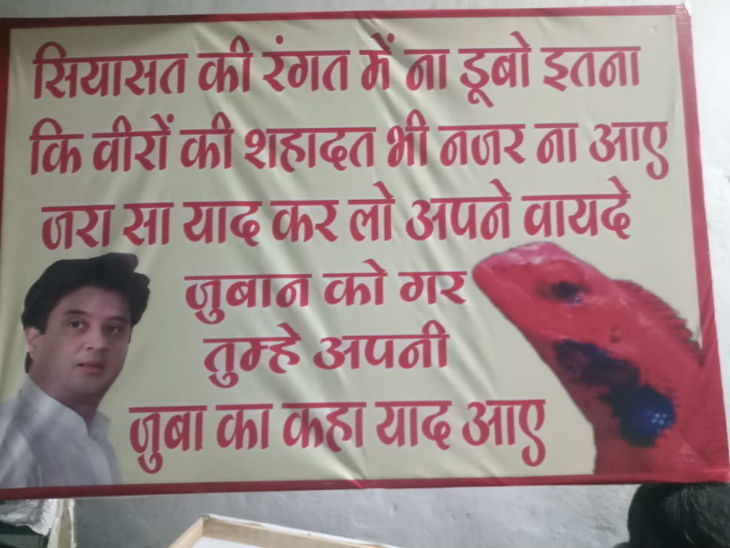 सियासत की रंगत में ना डूबो इतना
कि वीरों की शहादत भी नजर ना आए
जरा सा याद कर लो अपने वायदे
जुबान को गर
तुम्हे अपनी
जुबा का कहा याद आए